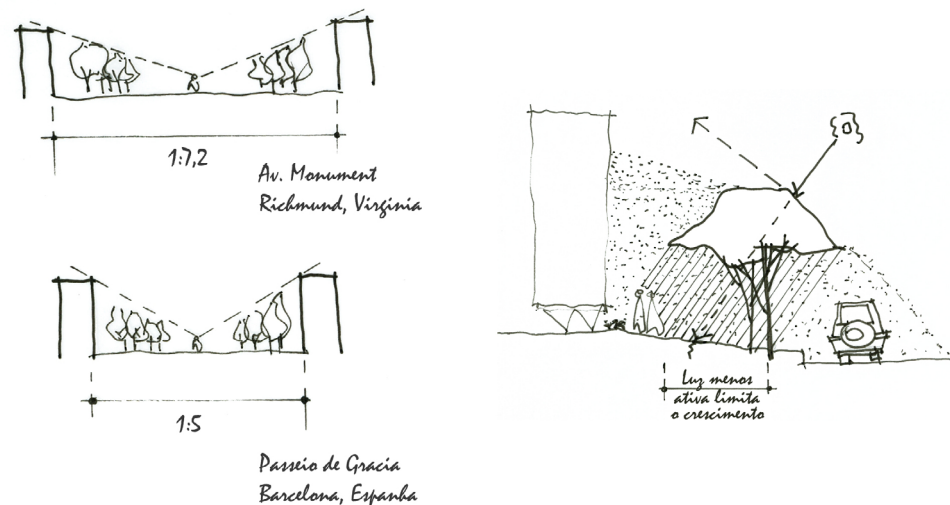 1:7,2
Av. Monument
Richmund, Virginia
1:5
Passeio de Gracia
Barcelona, Espanha
Luz menos
ativa limita
o crescimento